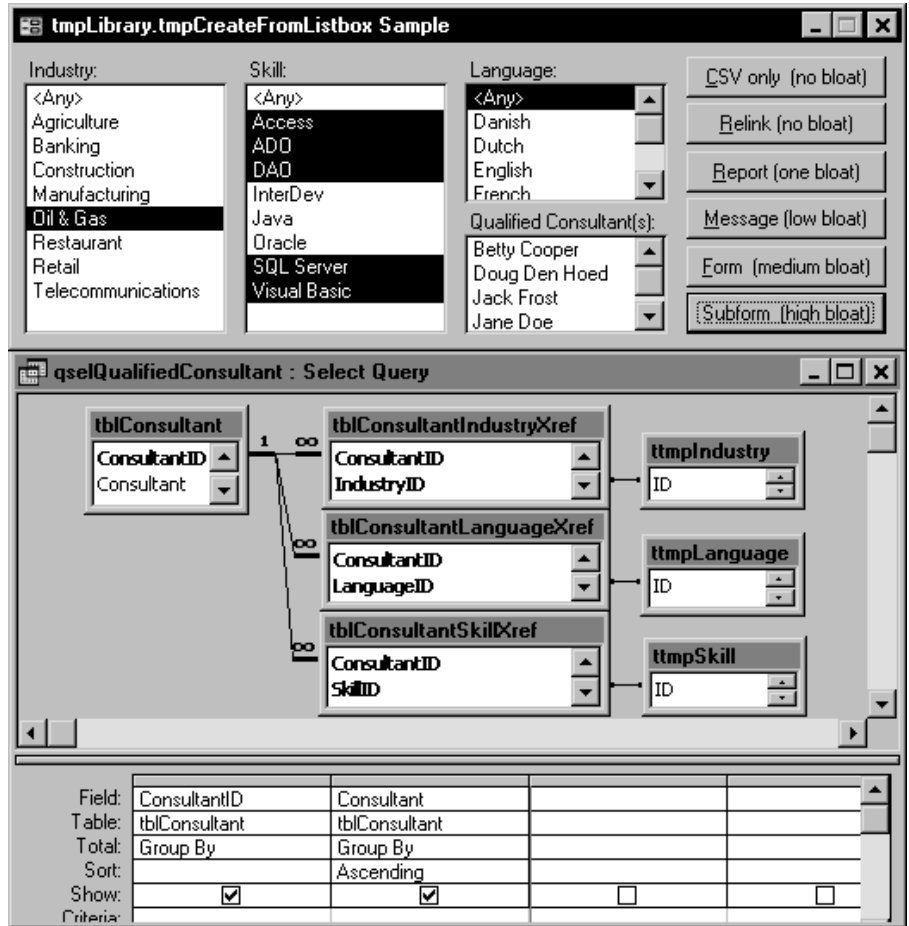 tmpLibrary.tmpCreateFromListbox Sample
Industry:
<Any>
Agriculture
Banking
Construction
Manufacturing
Oil & Gas
Restaurant
Retail
Telecommunications
Skill:
<Any>
Access
ADO
DAO
InterDev
Java
Oracle
SQL Server
Visual Basic
Language:
<Any>
Danish
Dutch
English
French
Qualified Consultant(s):
Betty Cooper
Doug Den Hoed
Jack Frost
Jane Doe
CSV only (no bloat)
Relink (no bloat)
Report (one bloat)
Message (low bloat)
Form (medium bloat)
Subform (high bloat)
qselQualifiedConsultant : Select Query
tblConsultant
ConsultantID
Consultant
1
∞
∞
∞
tblConsultantIndustryXref
ConsultantID
IndustryID
ttmpIndustry
ID
tblConsultantLanguageXref
ConsultantID
LanguageID
ttmpLanguage
ID
tblConsultantSkillXref
ConsultantID
SkillID
ttmpSkill
ID
Field: ConsultantID Consultant
Table: tblConsultant tblConsultant
Total: Group By Group By
Sort: Ascending
Show:
Criteria: